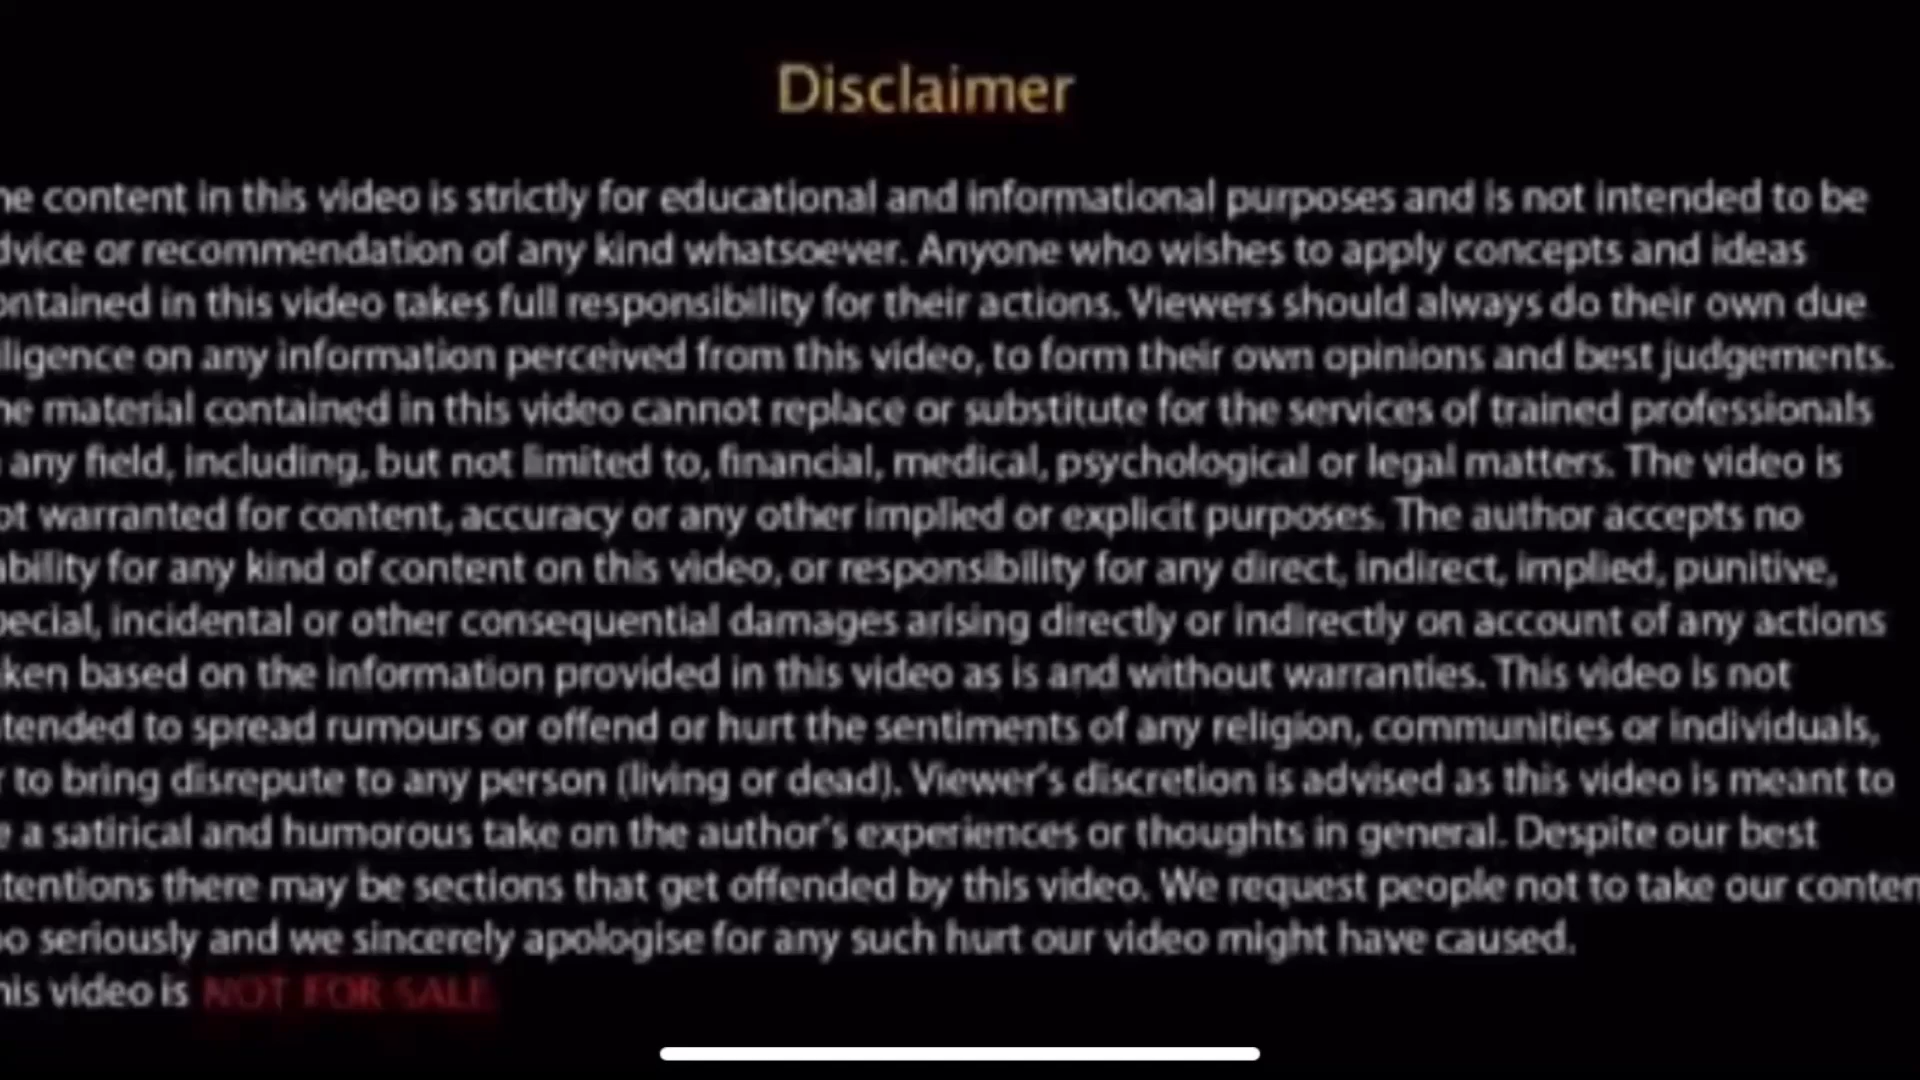 Disclaimer
he content in this video is strictly for educational and informational purposes and is not intended to be
dvice or recommendation of any kind whatsoever. Anyone who wishes to apply concepts and ideas
ontained in this video takes full responsibility for their actions. Viewers should always do their own due
ligence on any information perceived from this video, to form their own opinions and best judgements.
he material contained in this video cannot replace or substitute for the services of trained professionals
any field, including, but not limited to, financial, medical, psychological or legal matters. The video is
ot warranted for content, accuracy or any other implied or explicit purposes. The author accepts no
ability for any kind of content on this video, or responsibility for any direct, indirect, implied, punitive,
pecial, incidental or other consequential damages arising directly or indirectly on account of any actions
ken based on the information provided in this video as is and without warranties. This video is not
tended to spread rumours or offend or hurt the sentiments of any religion, communities or individuals,
r to bring disrepute to any person (living or dead). Viewer's discretion is advised as this video is meant to
e a satirical and humorous take on the author's experiences or thoughts in general. Despite our best
tentions there may be sections that get offended by this video. We request people not to take our conten
oo seriously and we sincerely apologise for any such hurt our video might have caused.
his video is NOT FOR SALE